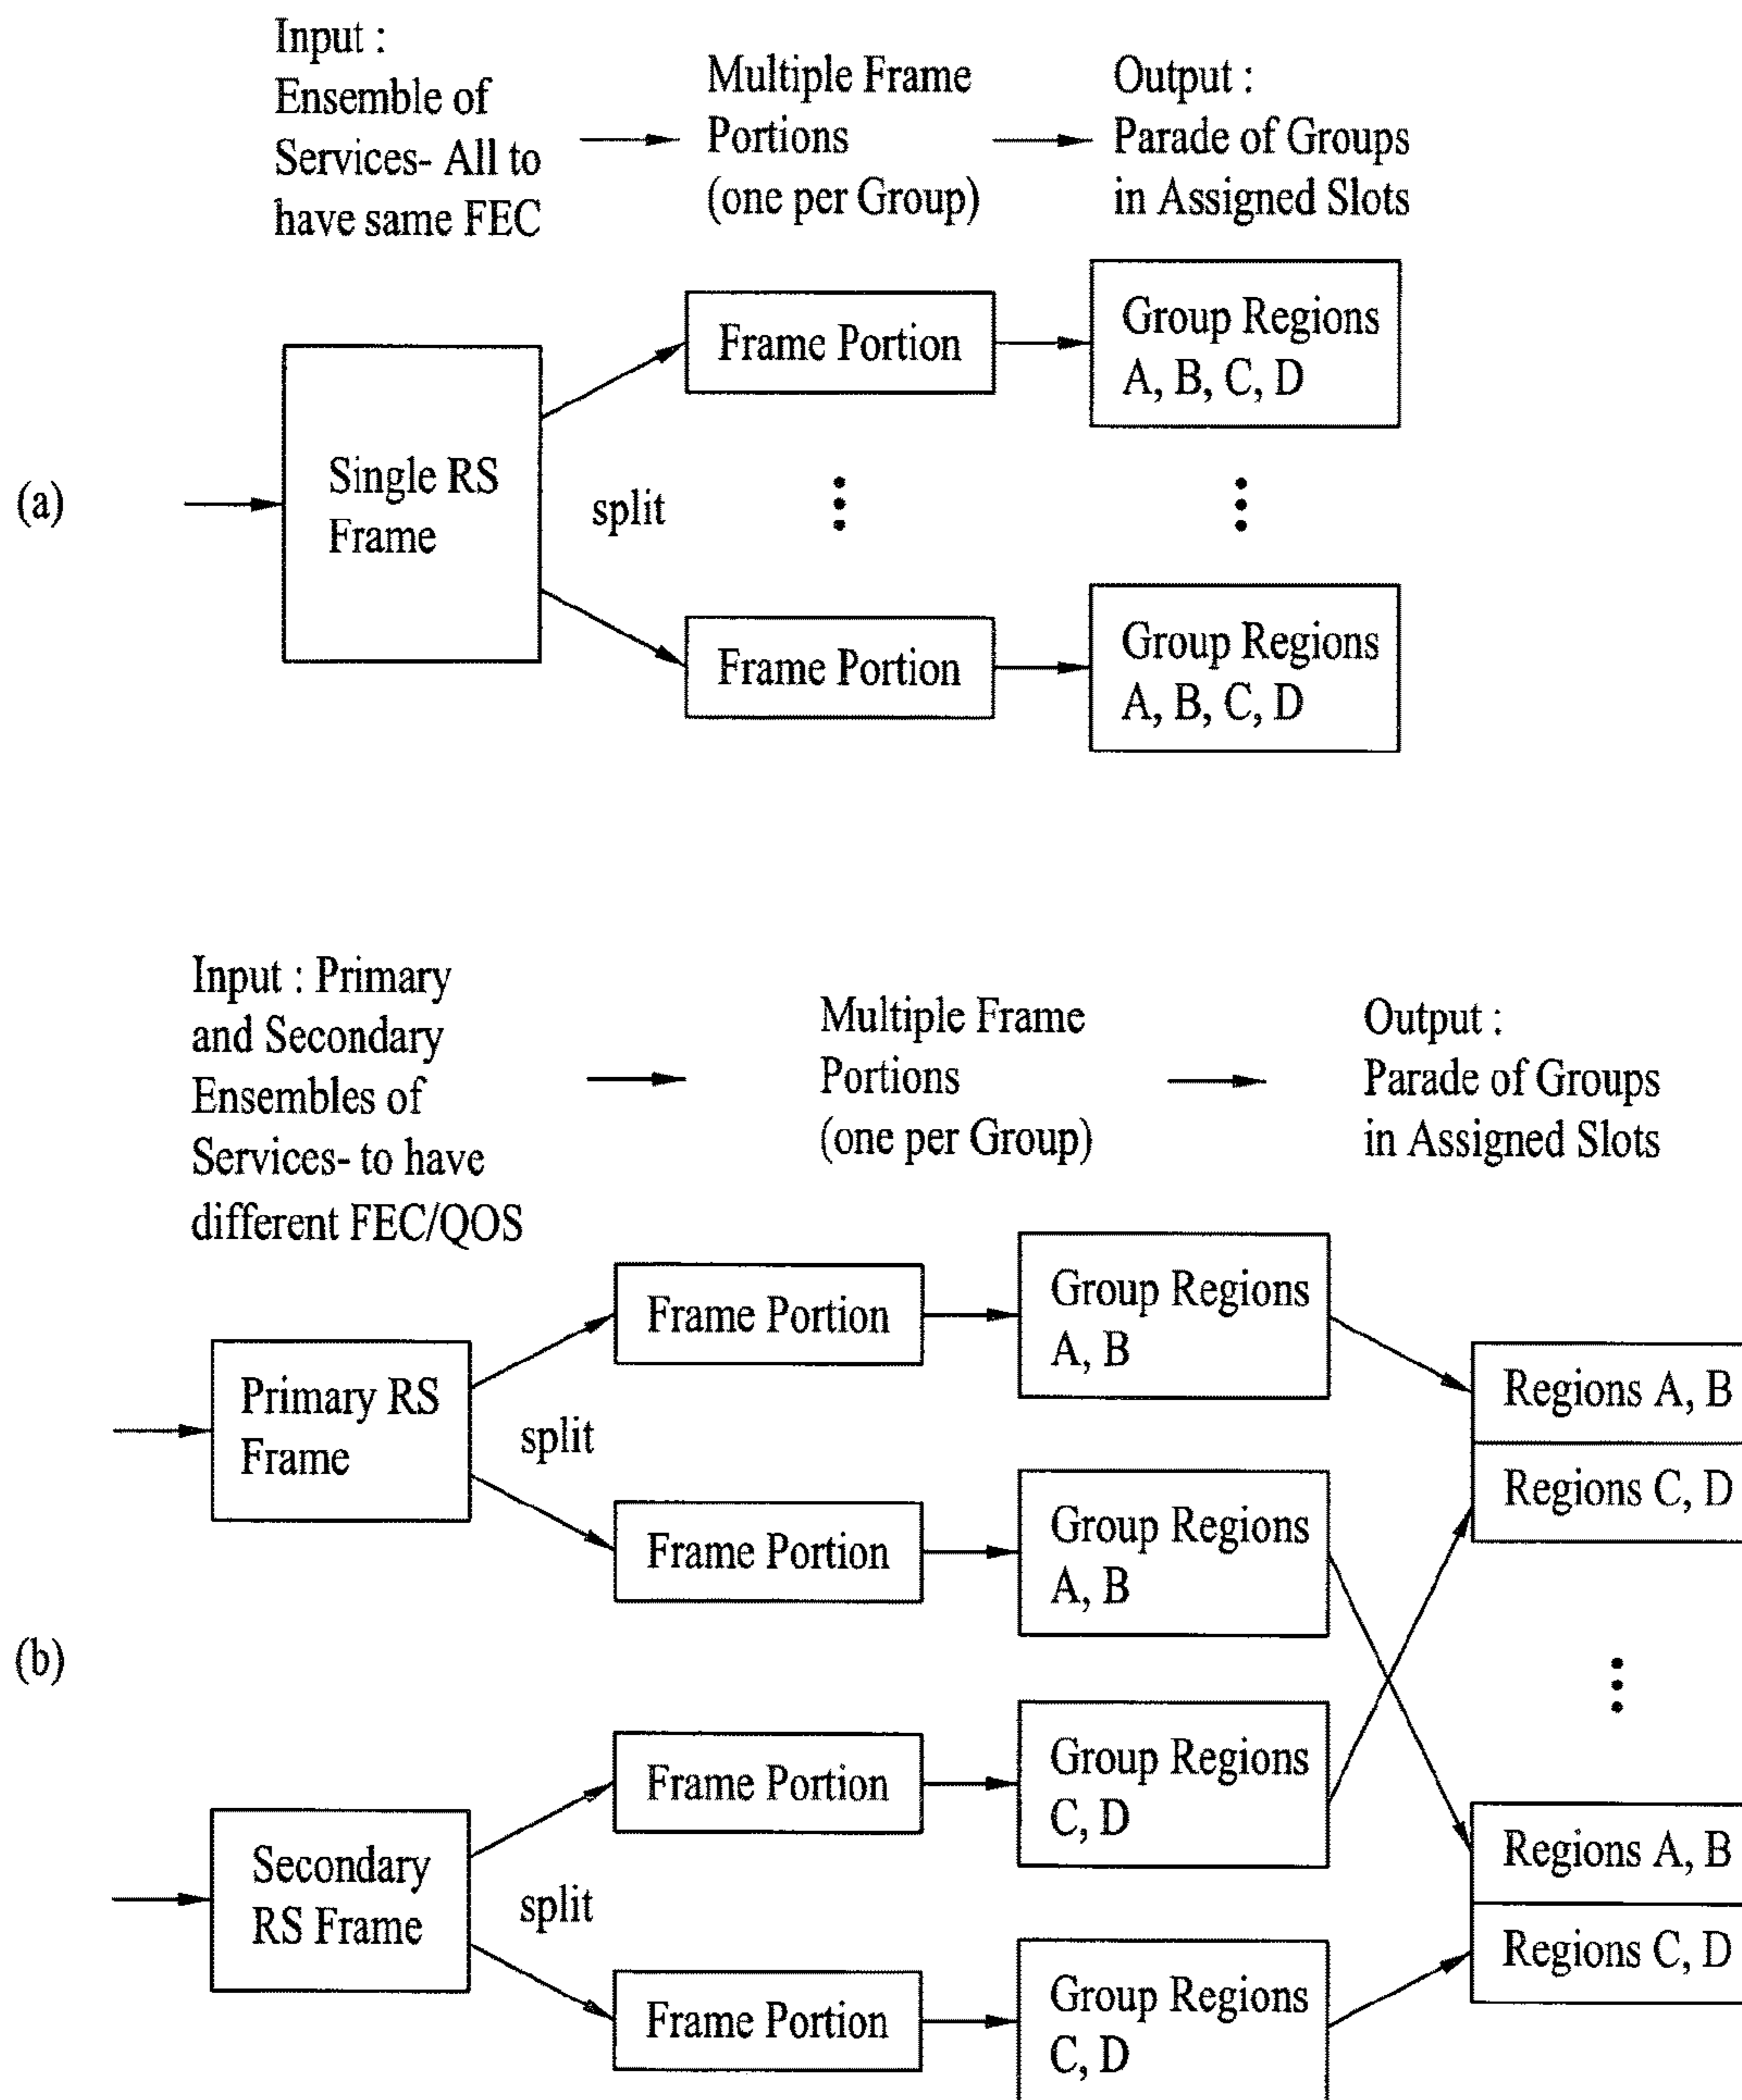 Input :
Ensemble of
Services- All to
have same FEC
Multiple Frame
Portions
(one per Group)
Output :
Parade of Groups
in Assigned Slots
(a)
Single RS
Frame
split
Frame Portion
Group Regions
A, B, C, D
Frame Portion
Group Regions
A, B, C, D
Input : Primary
and Secondary
Ensembles of
Services- to have
different FEC/QOS
Multiple Frame
Portions
(one per Group)
Output :
Parade of Groups
in Assigned Slots
(b)
Primary RS
Frame
split
Frame Portion
Group Regions
A, B
Frame Portion
Group Regions
A, B
Secondary
RS Frame
split
Frame Portion
Group Regions
C, D
Frame Portion
Group Regions
C, D
Regions A, B
Regions C, D
Regions A, B
Regions C, D